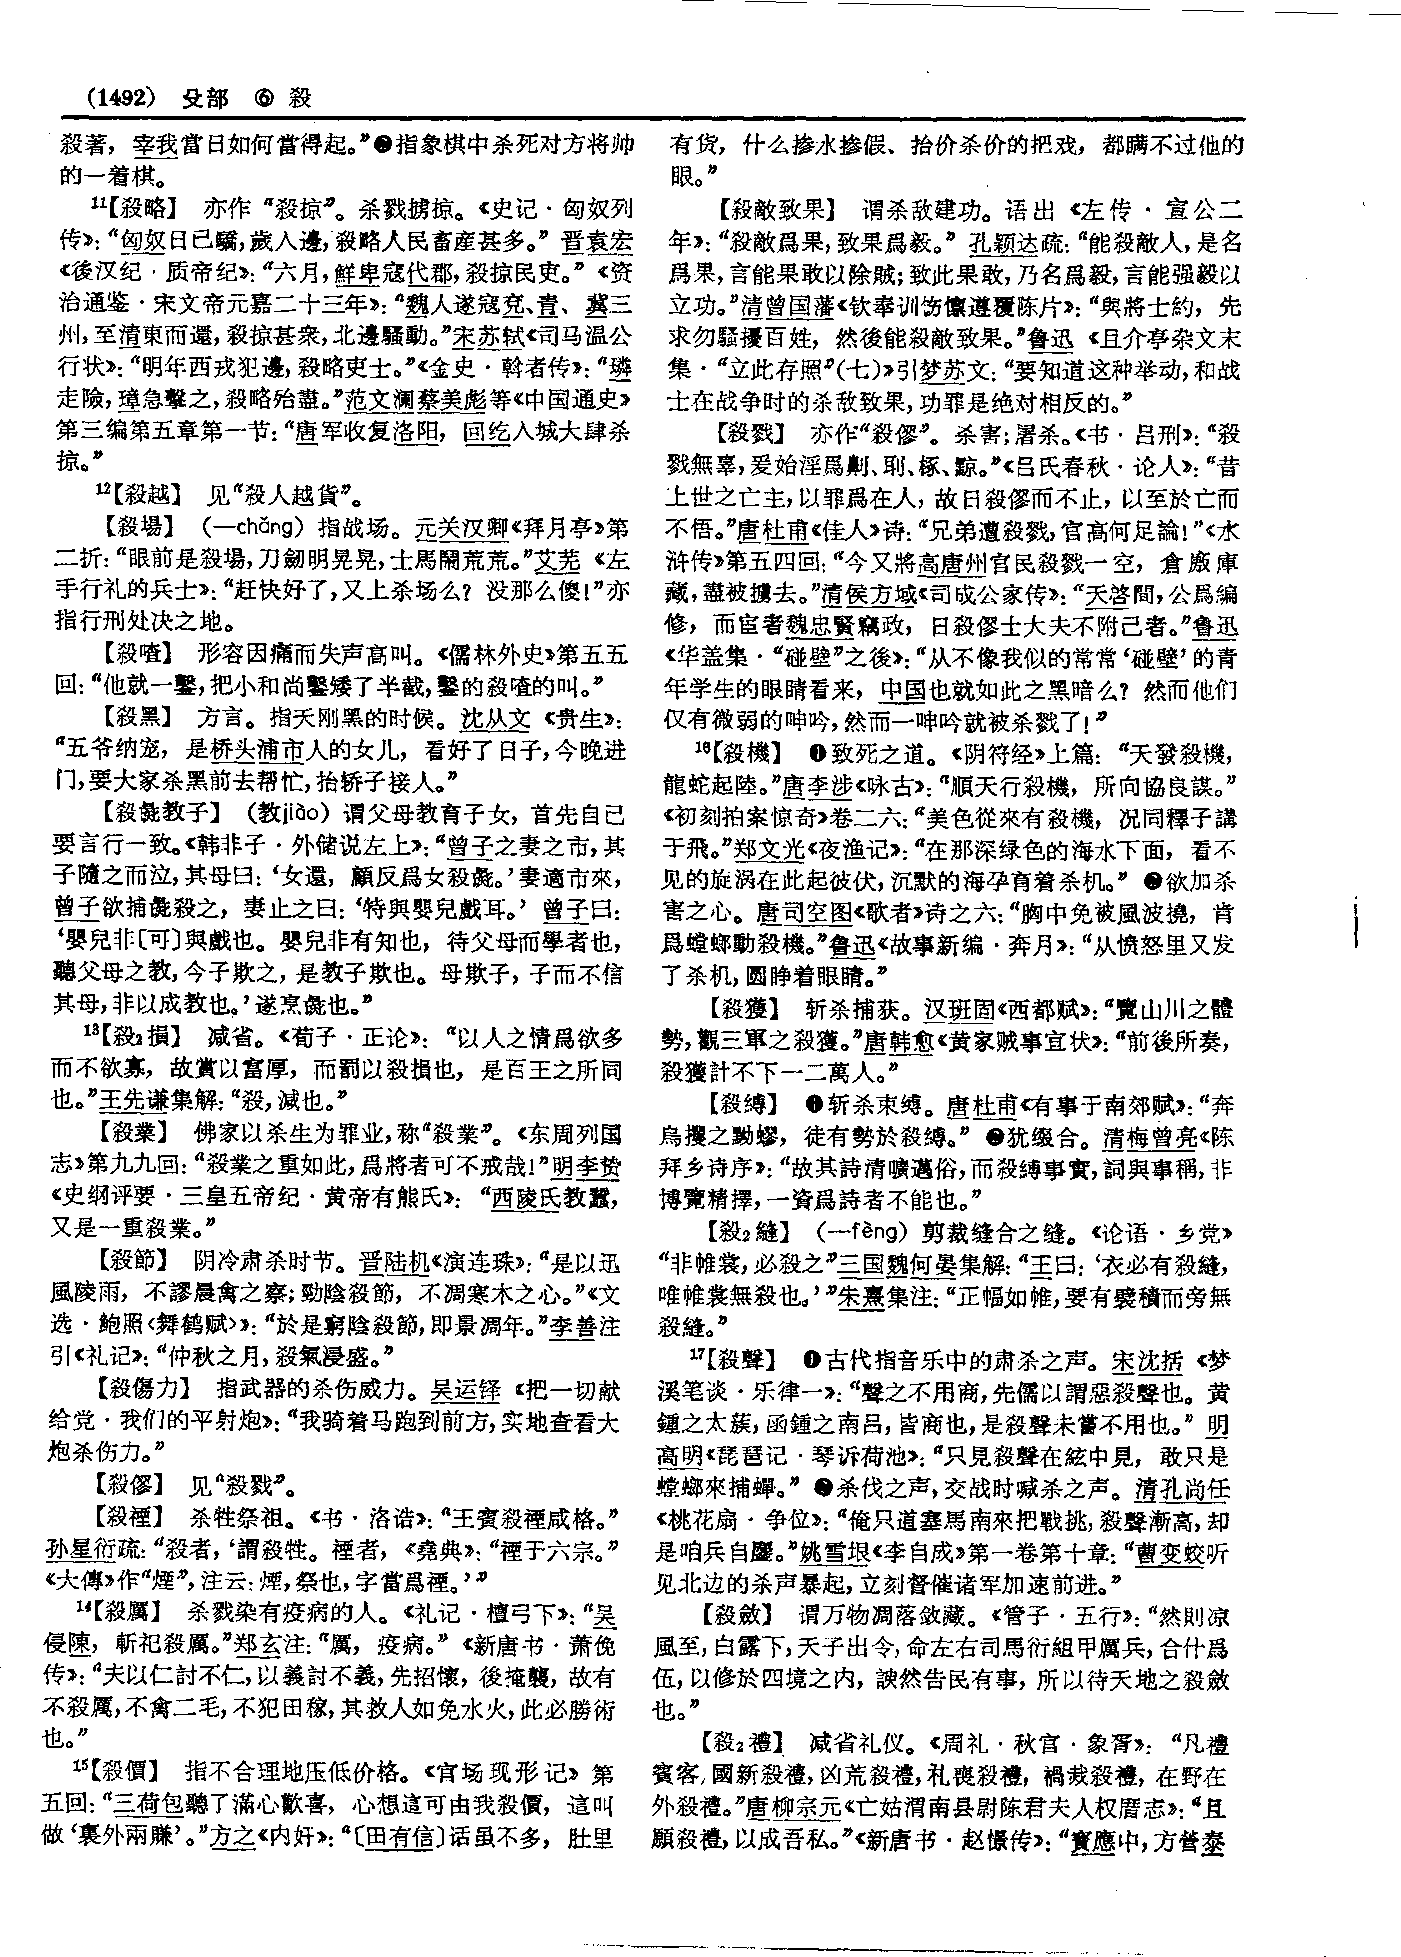 (1492) 殳部 ⑥ 殺
殺著，宰我當日如何當得起。”❷指象棋中杀死对方将帅
的一着棋。
11【殺略】 亦作“殺掠”。杀戮掳掠。《史记·匈奴列
传》：“匈奴日已驕，歲入邊，殺略人民畜産甚多。”晋袁宏
《後汉纪·质帝纪》：“六月，鮮卑寇代郡，殺掠民吏。”《资
治通鉴·宋文帝元嘉二十三年》：“魏人遂寇兗、青、冀三
州，至清東而還，殺掠甚衆，北邊騷動。”宋苏轼《司马温公
行状》：“明年西戎犯邊，殺略吏士。”《金史·斡者传》：“璘
走險，璋急擊之，殺略殆盡。”范文澜蔡美彪等《中国通史》
第三编第五章第一节：“唐军收复洛阳，回纥入城大肆杀
掠。”
12【殺越】 见“殺人越貨”。
【殺場】 （—chǎng）指战场。元关汉卿《拜月亭》第
二折：“眼前是殺場，刀劒明晃晃，士馬鬧荒荒。”艾芜《左
手行礼的兵士》：“赶快好了，又上杀场么？没那么傻！”亦
指行刑处决之地。
【殺喳】 形容因痛而失声高叫。《儒林外史》第五五
回：“他就一鑿，把小和尚鑿矮了半截，鑿的殺喳的叫。”
【殺黑】 方言。指天刚黑的时候。沈从文《贵生》：
“五爷纳宠，是桥头浦市人的女儿，看好了日子，今晚进
门，要大家杀黑前去帮忙，抬轿子接人。”
【殺彘教子】 （教jiào）谓父母教育子女，首先自己
要言行一致。《韩非子·外储说左上》：“曾子之妻之市，其
子隨之而泣，其母曰：‘女還，顧反爲女殺彘。’妻適市來，
曾子欲捕彘殺之，妻止之曰：‘特與嬰兒戲耳。’曾子曰：
‘嬰兒非〔可〕與戲也。嬰兒非有知也，待父母而學者也，
聽父母之教，今子欺之，是教子欺也。母欺子，子而不信
其母，非以成教也。’遂烹彘也。”
13【殺₂損】 减省。《荀子·正论》：“以人之情爲欲多
而不欲寡，故賞以富厚，而罰以殺損也，是百王之所同
也。”王先谦集解：“殺，減也。”
【殺業】 佛家以杀生为罪业，称“殺業”。《东周列国
志》第九九回：“殺業之重如此，爲將者可不戒哉！”明李贽
《史纲评要·三皇五帝纪·黄帝有熊氏》：“西陵氏教蠶，
又是一重殺業。”
【殺節】 阴冷肃杀时节。晋陆机《演连珠》：“是以迅
風陵雨，不謬晨禽之察；勁陰殺節，不凋寒木之心。”《文
选·鲍照〈舞鹤赋〉》：“於是窮陰殺節，即景凋年。”李善注
引《礼记》：“仲秋之月，殺氣浸盛。”
【殺傷力】 指武器的杀伤威力。吴运铎《把一切献
给党·我们的平射炮》：“我骑着马跑到前方，实地查看大
炮杀伤力。”
【殺僇】 见“殺戮”。
【殺禋】 杀牲祭祖。《书·洛诰》：“王賓殺禋咸格。”
孙星衍疏：“殺者，‘謂殺牲。禋者，《堯典》：“禋于六宗。”
《大傳》作“煙”，注云：煙，祭也，字當爲禋。’”
14【殺厲】 杀戮染有疫病的人。《礼记·檀弓下》：“吴
侵陳，斬祀殺厲。”郑玄注：“厲，疫病。”《新唐书·萧俛
传》：“夫以仁討不仁，以義討不義，先招懷，後掩襲，故有
不殺厲，不禽二毛，不犯田稼，其救人如免水火，此必勝術
也。”
15【殺價】 指不合理地压低价格。《官场现形记》第
五回：“三荷包聽了滿心歡喜，心想這可由我殺價，這叫
做‘裏外兩賺’。”方之《内奸》：“〔田有信〕话虽不多，肚里
有货，什么掺水掺假、抬价杀价的把戏，都瞒不过他的
眼。”
【殺敵致果】 谓杀敌建功。语出《左传·宣公二
年》：“殺敵爲果，致果爲毅。”孔颖达疏：“能殺敵人，是名
爲果，言能果敢以除賊；致此果敢，乃名爲毅，言能强毅以
立功。”清曾国藩《钦奉训饬懔遵覆陈片》：“與將士約，先
求勿騷擾百姓，然後能殺敵致果。”鲁迅《且介亭杂文末
集·“立此存照”(七)》引梦苏文：“要知道这种举动，和战
士在战争时的杀敌致果，功罪是绝对相反的。”
【殺戮】 亦作“殺僇”。杀害；屠杀。《书·吕刑》：“殺
戮無辜，爰始淫爲劓、刵、椓、黥。”《吕氏春秋·论人》：“昔
上世之亡主，以罪爲在人，故日殺僇而不止，以至於亡而
不悟。”唐杜甫《佳人》诗：“兄弟遭殺戮，官高何足論！”《水
浒传》第五四回：“今又將高唐州官民殺戮一空，倉廒庫
藏，盡被擄去。”清侯方域《司成公家传》：“天啓間，公爲編
修，而宦者魏忠賢竊政，日殺僇士大夫不附己者。”鲁迅
《华盖集·“碰壁”之後》：“从不像我似的常常‘碰壁’的青
年学生的眼睛看来，中国也就如此之黑暗么？然而他们
仅有微弱的呻吟，然而一呻吟就被杀戮了！”
16【殺機】 ❶致死之道。《阴符经》上篇：“天發殺機，
龍蛇起陸。”唐李涉《咏古》：“順天行殺機，所向協良謀。”
《初刻拍案惊奇》卷二六：“美色從來有殺機，况同釋子講
于飛。”郑文光《夜渔记》：“在那深绿色的海水下面，看不
见的旋涡在此起彼伏，沉默的海孕育着杀机。”❷欲加杀
害之心。唐司空图《歌者》诗之六：“胸中免被風波撓，肯
爲螳螂動殺機。”鲁迅《故事新编·奔月》：“从愤怒里又发
了杀机，圆睁着眼睛。”
【殺獲】 斩杀捕获。汉班固《西都赋》：“覽山川之體
勢，觀三軍之殺獲。”唐韩愈《黄家贼事宜状》：“前後所奏，
殺獲計不下一二萬人。”
【殺縛】 ❶斩杀束缚。唐杜甫《有事于南郊赋》：“奔
烏攫之黝蟉，徒有勢於殺縛。”❷犹缀合。清梅曾亮《陈
拜乡诗序》：“故其詩清曠邁俗，而殺縛事實，詞與事稱，非
博覽精擇，一資爲詩者不能也。”
【殺₂縫】 （—fèng）剪裁缝合之缝。《论语·乡党》
“非帷裳，必殺之”三国魏何晏集解：“王曰：‘衣必有殺縫，
唯帷裳無殺也。’”朱熹集注：“正幅如帷，要有襞積而旁無
殺縫。”
17【殺聲】 ❶古代指音乐中的肃杀之声。宋沈括《梦
溪笔谈·乐律一》：“聲之不用商，先儒以謂惡殺聲也。黄
鍾之太蔟，函鍾之南吕，皆商也，是殺聲未嘗不用也。”明
高明《琵琶记·琴诉荷池》：“只見殺聲在絃中見，敢只是
螳螂來捕蟬。”❷杀伐之声，交战时喊杀之声。清孔尚任
《桃花扇·争位》：“俺只道塞馬南來把戰挑，殺聲漸高，却
是咱兵自鏖。”姚雪垠《李自成》第一卷第十章：“曹变蛟听
见北边的杀声暴起，立刻督催诸军加速前进。”
【殺斂】 谓万物凋落敛藏。《管子·五行》：“然則凉
風至，白露下，天子出令，命左右司馬衍組甲厲兵，合什爲
伍，以修於四境之内，諛然告民有事，所以待天地之殺斂
也。”
【殺₂禮】 减省礼仪。《周礼·秋官·象胥》：“凡禮
賓客，國新殺禮，凶荒殺禮，札喪殺禮，禍烖殺禮，在野在
外殺禮。”唐柳宗元《亡姑渭南县尉陈君夫人权厝志》：“且
願殺禮，以成吾私。”《新唐书·赵憬传》：“寶應中，方營泰